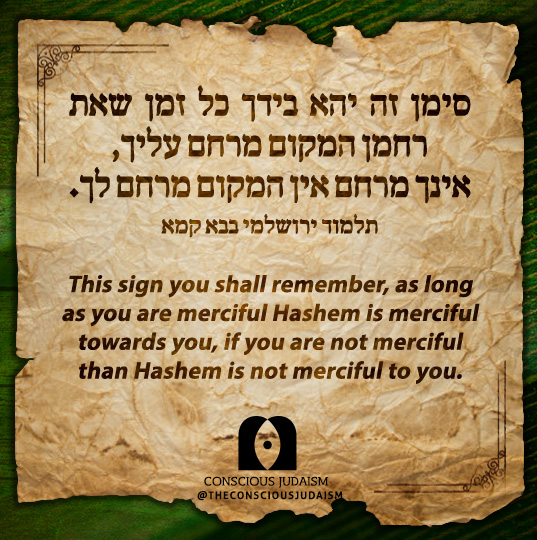 סימן זה יהא בידך כל זמן שאת
רחמן המקום מרחם עליך,
אינך מרחם אין המקום מרחם לך.
תלמוד ירושלמי בבא קמא
This sign you shall remember, as long
as you are merciful Hashem is merciful
towards you, if you are not merciful
than Hashem is not merciful to you.
CONSCIOUS JUDAISM
@THECONSCIOUSJUDAISM